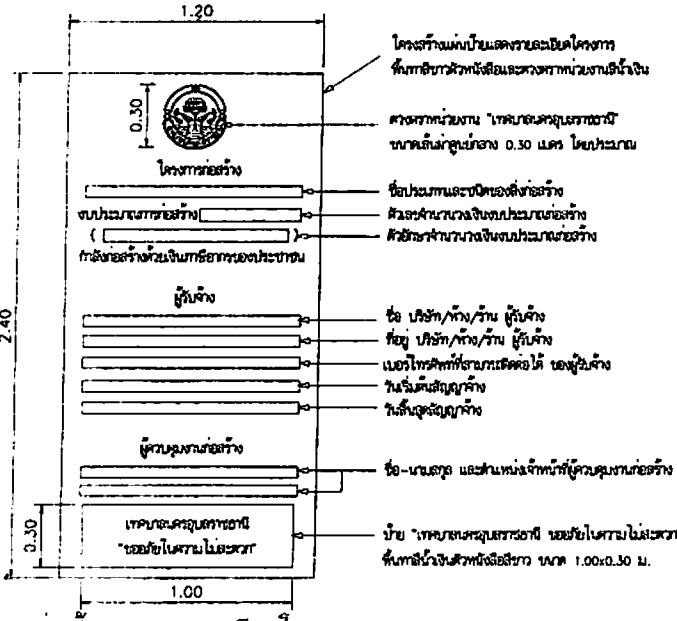 1.20
โครงสร้างแผ่นป้ายแสดงรายละเอียดโครงการ
พื้นทาสีขาวตัวหนังสือและดวงตราหน่วยงานสีน้ำเงิน
0.30
ดวงตราหน่วยงาน "เทศบาลนครอุบลราชธานี"
ขนาดเส้นผ่าศูนย์กลาง 0.30 เมตร โดยประมาณ
โครงการก่อสร้าง
ชื่อประเภทและชนิดของสิ่งก่อสร้าง
งบประมาณการก่อสร้าง
ตัวเลขจำนวนวงเงินงบประมาณก่อสร้าง
( )
ตัวอักษรจำนวนวงเงินงบประมาณก่อสร้าง
กำลังก่อสร้างด้วยเงินภาษีอากรของประชาชน
2.40
ผู้รับจ้าง
ชื่อ บริษัท/ห้าง/ร้าน ผู้รับจ้าง
ที่อยู่ บริษัท/ห้าง/ร้าน ผู้รับจ้าง
เบอร์โทรศัพท์ที่สามารถติดต่อได้ ของผู้รับจ้าง
วันเริ่มต้นสัญญาจ้าง
วันสิ้นสุดสัญญาจ้าง
ผู้ควบคุมงานก่อสร้าง
ชื่อ-นามสกุล และตำแหน่งเจ้าหน้าที่ผู้ควบคุมงานก่อสร้าง
0.30
เทศบาลนครอุบลราชธานี
"ขออภัยในความไม่สะดวก"
ป้าย "เทศบาลนครอุบลราชธานี ขออภัยในความไม่สะดวก
พื้นทาสีน้ำเงินตัวหนังสือสีขาว ขนาด 1.00x0.30 ม.
1.00